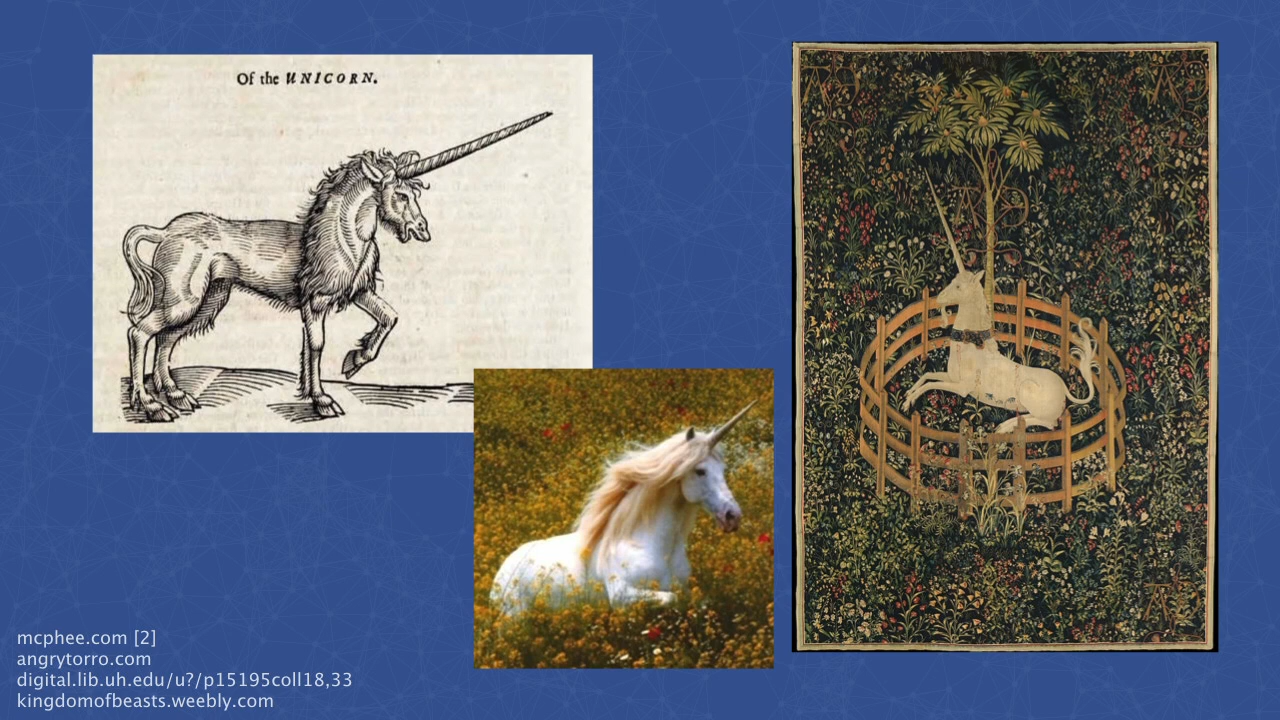 Of the UNICORN.
mcphee.com [2]
angrytorro.com
digital.lib.uh.edu/u?/p15195coll18,33
kingdomofbeasts.weebly.com